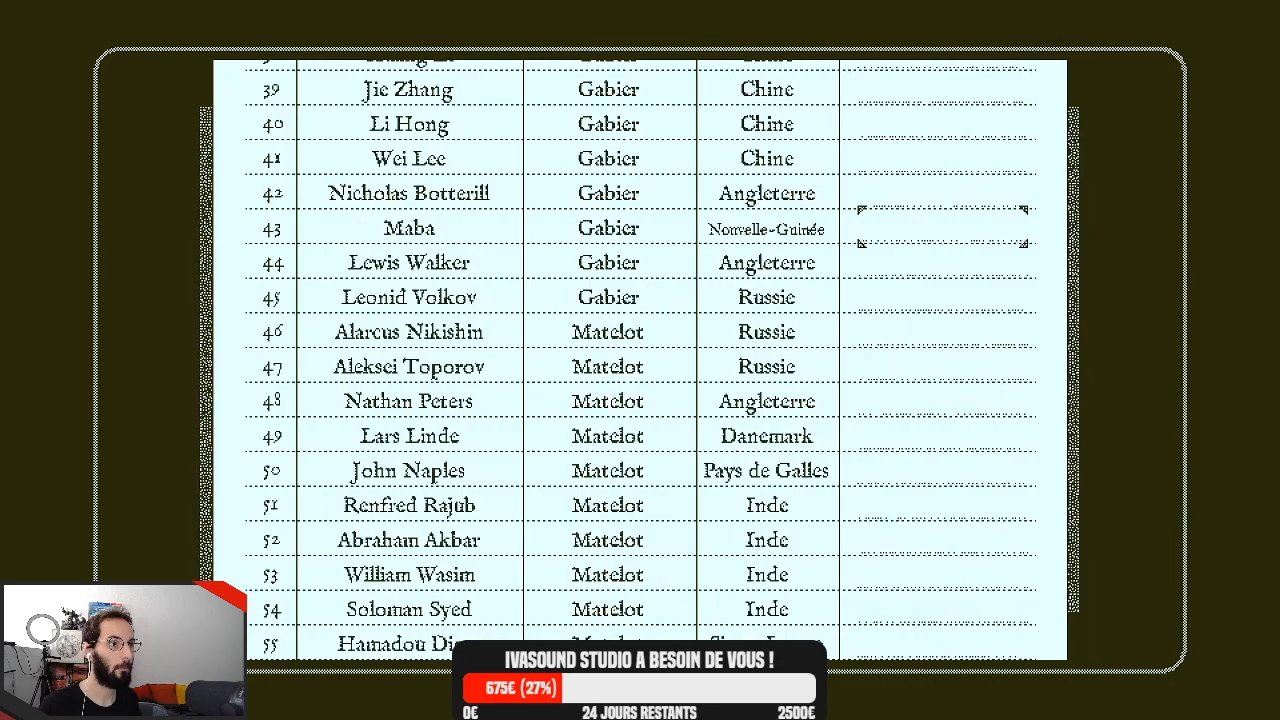 39 Jie Zhang Gabier Chine
40 Li Hong Gabier Chine
41 Wei Lee Gabier Chine
42 Nicholas Botterill Gabier Angleterre
43 Maba Gabier Nouvelle-Guinée
44 Lewis Walker Gabier Angleterre
45 Leonid Volkov Gabier Russie
46 Alarcus Nikishin Matelot Russie
47 Aleksei Toporov Matelot Russie
48 Nathan Peters Matelot Angleterre
49 Lars Linde Matelot Danemark
50 John Naples Matelot Pays de Galles
51 Renfred Rajub Matelot Inde
52 Abraham Akbar Matelot Inde
53 William Wasim Matelot Inde
54 Soloman Syed Matelot Inde
55 Hamadou
IVASOUND STUDIO A BESOIN DE VOUS !
675€ (27%)
0€ 24 JOURS RESTANTS 2500€